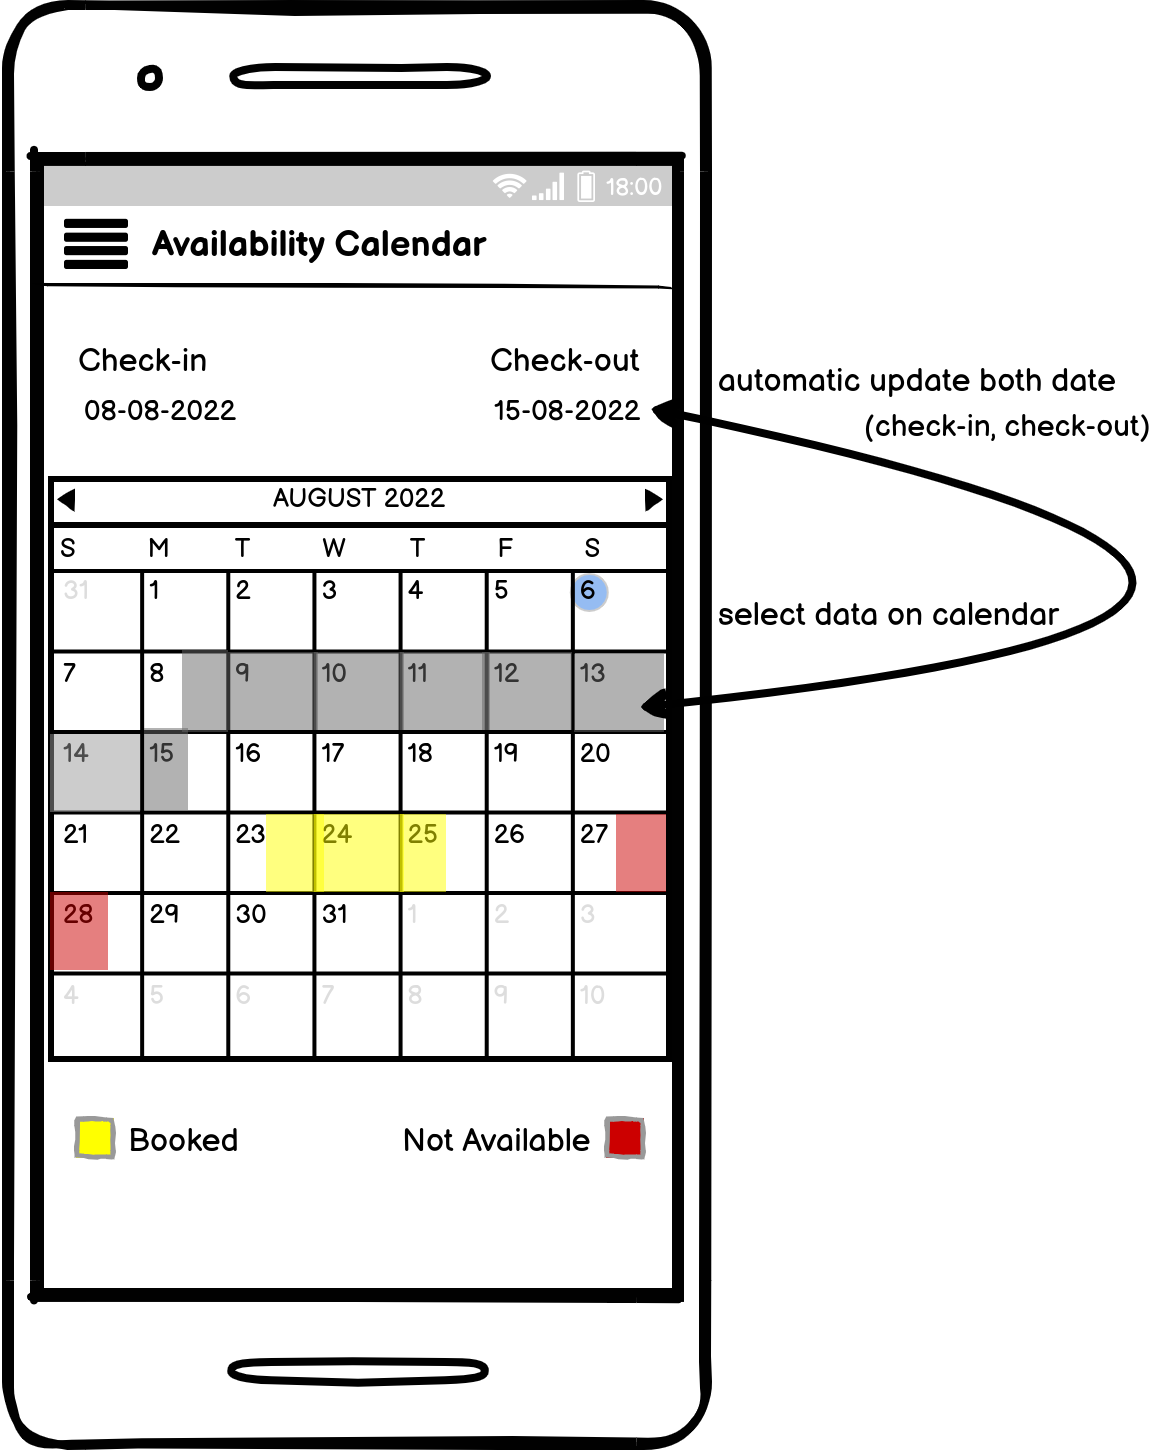 18:00
Availability Calendar
Check-in Check-out
08-08-2022 15-08-2022
automatic update both date
(check-in, check-out)
AUGUST 2022
S M T W T F S
31 1 2 3 4 5 6
select data on calendar
7 8 9 10 11 12 13
14 15 16 17 18 19 20
21 22 23 24 25 26 27
28 29 30 31 1 2 3
4 5 6 7 8 9 10
Booked Not Available